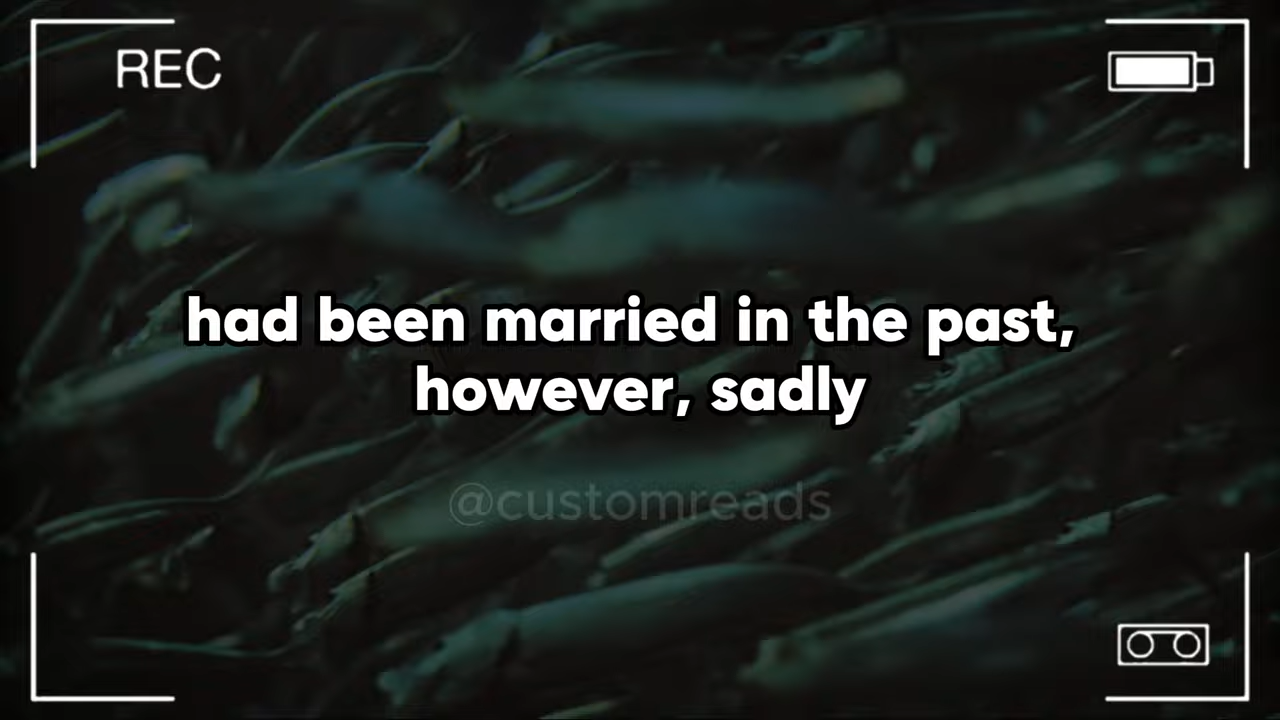 REC
had been married in the past,
however, sadly
@customreads